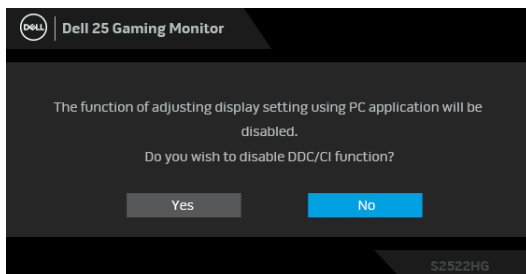 DELL
Dell 25 Gaming Monitor
The function of adjusting display setting using PC application will be
disabled.
Do you wish to disable DDC/CI function?
Yes No
S2522HG